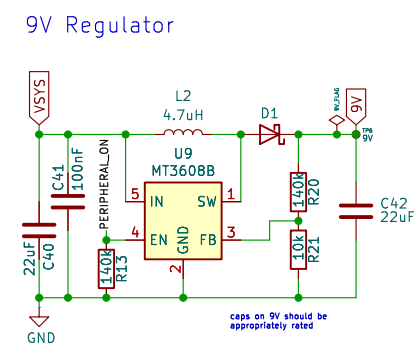 9V Regulator
VSYS
L2
4.7uH
D1
9V_FLAG
9V
TP6
9V
C41
100nF
PERIPHERAL_ON
U9
MT3608B
5
IN
SW
1
4
EN
GND
FB
3
2
140k
R20
10k
R21
C42
22uF
22uF
C40
140k
R13
GND
caps on 9V should be
appropriately rated